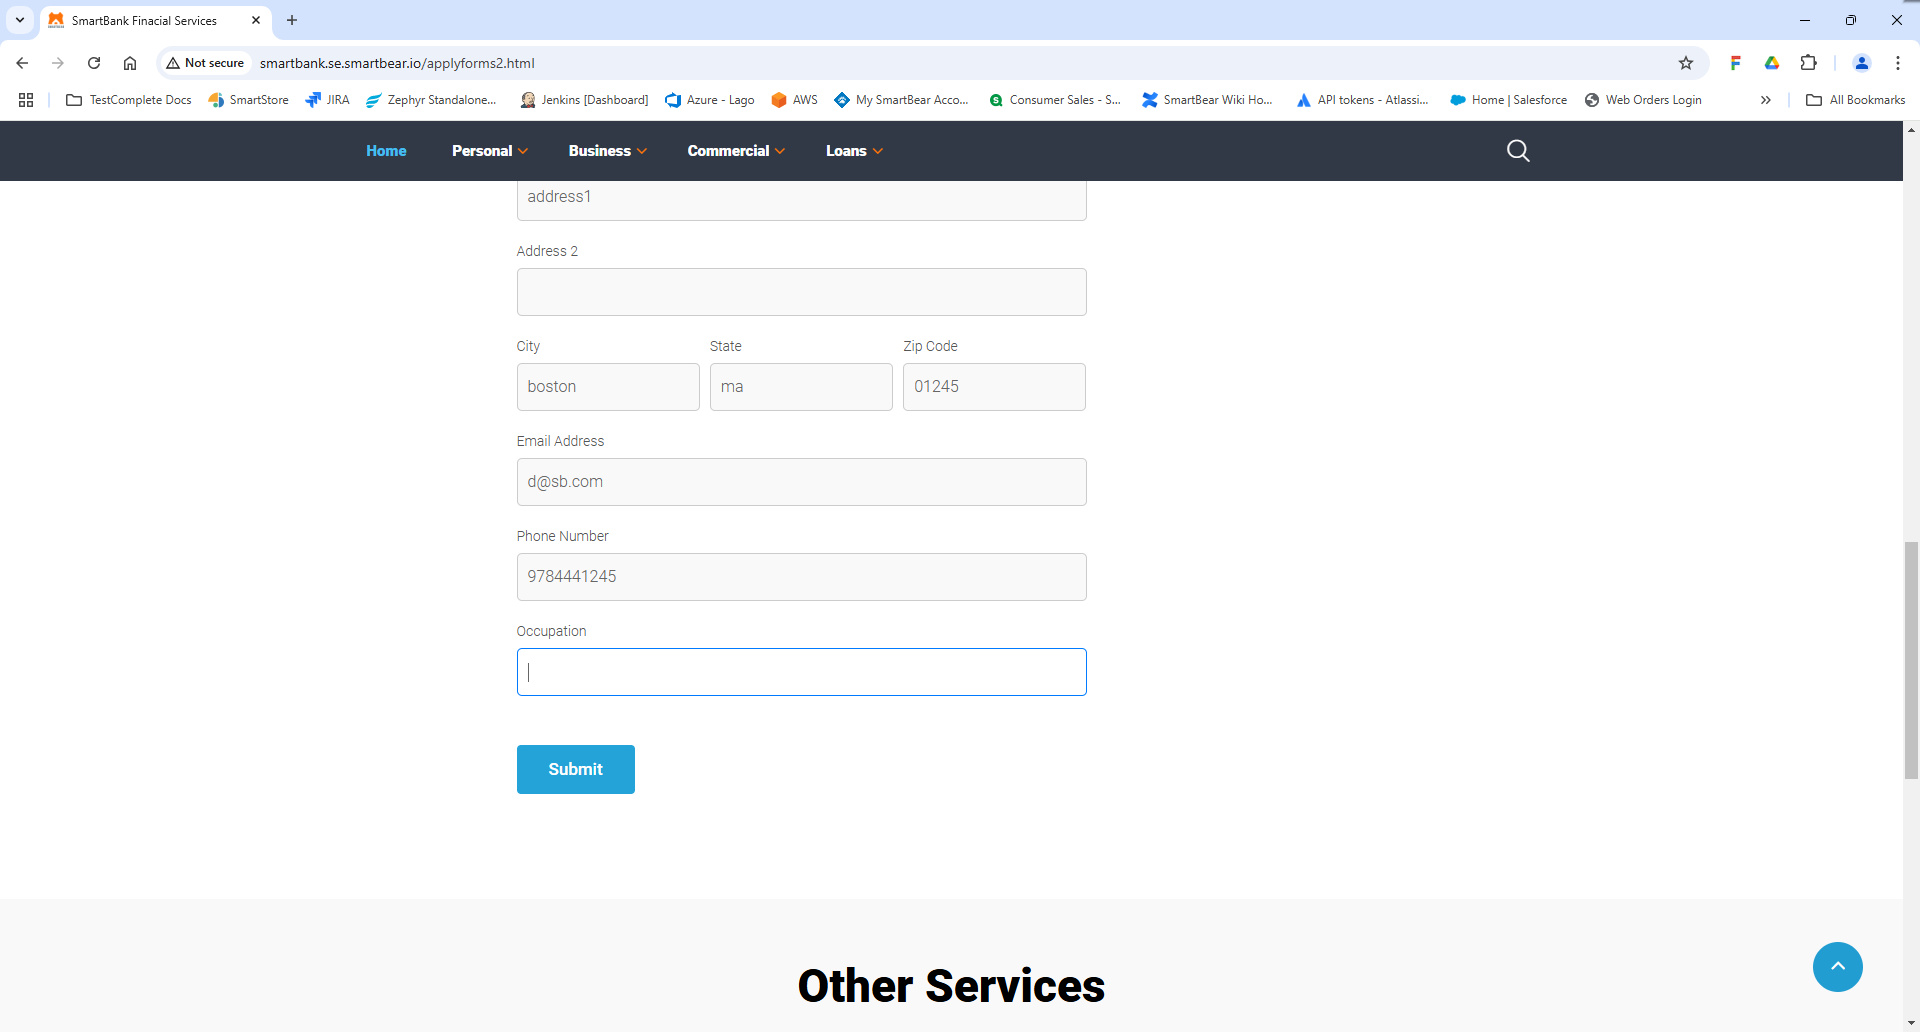 SmartBank Finacial Services
Not secure
smartbank.se.smartbear.io/applyforms2.html
TestComplete Docs
SmartStore
JIRA
Zephyr Standalone...
Jenkins [Dashboard]
Azure - Lago
AWS
My SmartBear Acco...
Consumer Sales - S...
SmartBear Wiki Ho...
API tokens - Atlassi...
Home | Salesforce
Web Orders Login
All Bookmarks
Home
Personal
Business
Commercial
Loans
address1
Address 2
City
State
Zip Code
boston
ma
01245
Email Address
d@sb.com
Phone Number
9784441245
Occupation
Submit
Other Services